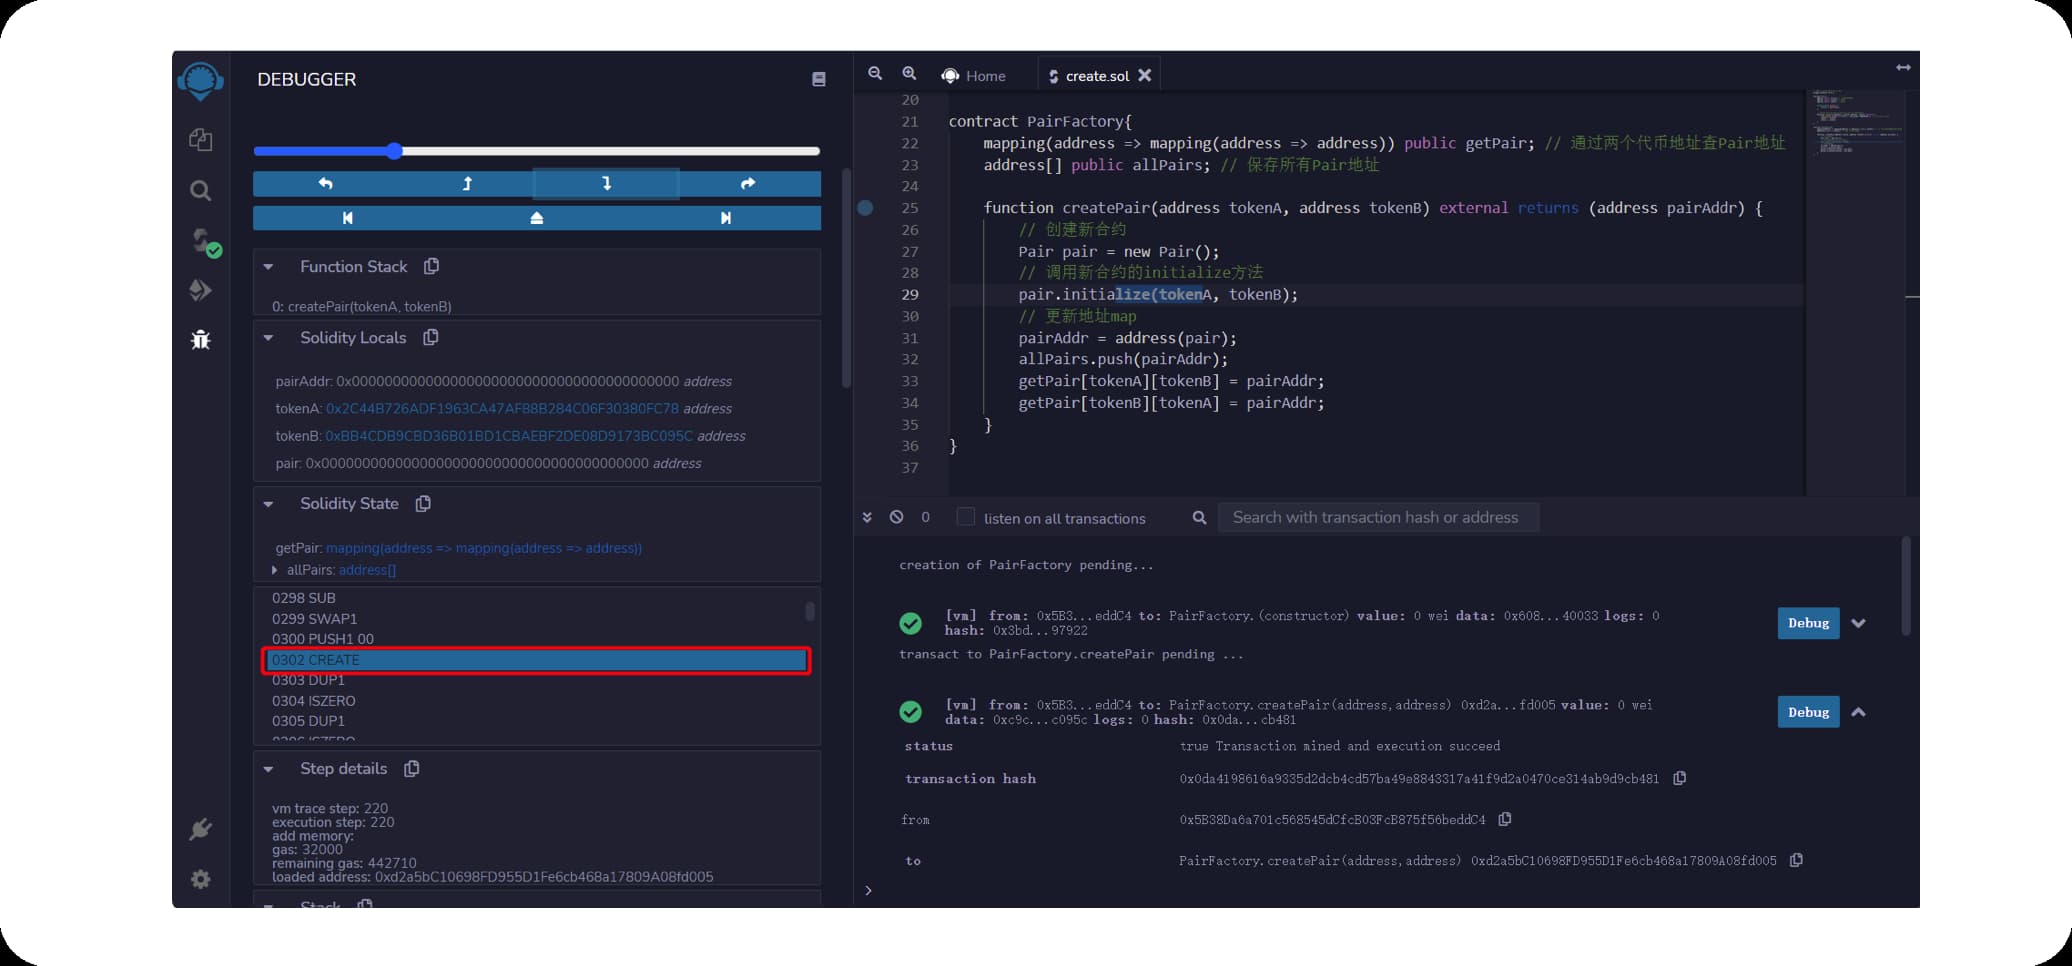 DEBUGGER
Function Stack
0: createPair(tokenA, tokenB)
Solidity Locals
pairAddr: 0x0000000000000000000000000000000000000000 address
tokenA: 0x2C44B726ADF1963CA47AF88B284C06F30380FC78 address
tokenB: 0xBB4CDB9CBD36B01BD1CBAEBF2DE08D9173BC095C address
pair: 0x0000000000000000000000000000000000000000 address
Solidity State
getPair: mapping(address => mapping(address => address))
allPairs: address[]
0298 SUB
0299 SWAP1
0300 PUSH1 00
0302 CREATE
0303 DUP1
0304 ISZERO
0305 DUP1
0306 ISZERO
Step details
vm trace step: 220
execution step: 220
add memory:
gas: 32000
remaining gas: 442710
loaded address: 0xd2a5bC10698FD955D1Fe6cb468a17809A08fd005
Stack
Home
create.sol
20
21 contract PairFactory{
22 mapping(address => mapping(address => address)) public getPair; // 通过两个代币地址查Pair地址
23 address[] public allPairs; // 保存所有Pair地址
24
25 function createPair(address tokenA, address tokenB) external returns (address pairAddr) {
26 // 创建新合约
27 Pair pair = new Pair();
28 // 调用新合约的initialize方法
29 pair.initialize(tokenA, tokenB);
30 // 更新地址map
31 pairAddr = address(pair);
32 allPairs.push(pairAddr);
33 getPair[tokenA][tokenB] = pairAddr;
34 getPair[tokenB][tokenA] = pairAddr;
35 }
36 }
37
0 listen on all transactions Search with transaction hash or address
creation of PairFactory pending...
[vm] from: 0x5B3...eddC4 to: PairFactory.(constructor) value: 0 wei data: 0x608...40033 logs: 0
hash: 0x3bd...97922
Debug
transact to PairFactory.createPair pending ...
[vm] from: 0x5B3...eddC4 to: PairFactory.createPair(address,address) 0xd2a...fd005 value: 0 wei
data: 0xc9c...c095c logs: 0 hash: 0x0da...cb481
Debug
status true Transaction mined and execution succeed
transaction hash 0x0da4198616a9335d2dcb4cd57ba49e8843317a41f9d2a0470ce314ab9d9cb481
from 0x5B38Da6a701c568545dCfcB03FcB875f56beddC4
to PairFactory.createPair(address,address) 0xd2a5bC10698FD955D1Fe6cb468a17809A08fd005
>